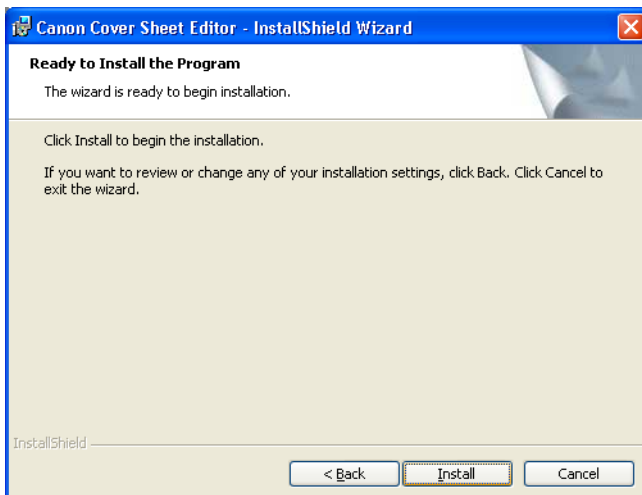 Canon Cover Sheet Editor - InstallShield Wizard
Ready to Install the Program
The wizard is ready to begin installation.
Click Install to begin the installation.
If you want to review or change any of your installation settings, click Back. Click Cancel to
exit the wizard.
InstallShield
< Back
Install
Cancel